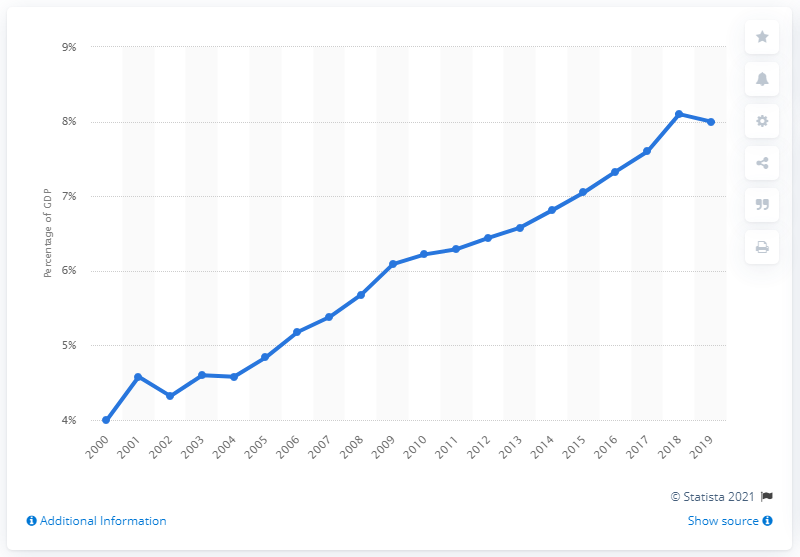 9%
8%
7%
6%
5%
4%
Percentage of GDP
2000 2001 2002 2003 2004 2005 2006 2007 2008 2009 2010 2011 2012 2013 2014 2015 2016 2017 2018 2019
© Statista 2021
Additional Information
Show source